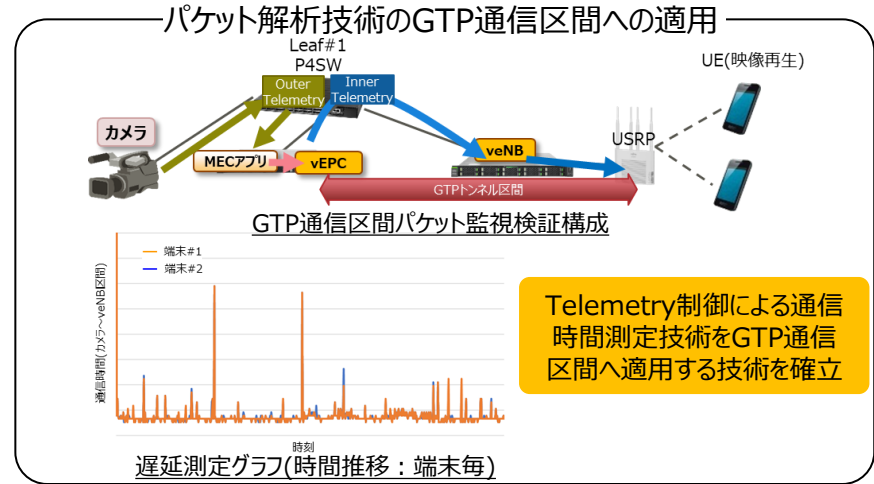 パケット解析技術のGTP通信区間への適用
Leaf#1
P4SW
Outer
Telemetry
Inner
Telemetry
UE(映像再生)
カメラ
USRP
MECアプリ
vEPC
veNB
GTPトンネル区間
GTP通信区間パケット監視検証構成
端末#1
端末#2
通信時間(カメラ～veNB区間)
時刻
遅延測定グラフ(時間推移：端末毎)
Telemetry制御による通信
時間測定技術をGTP通信
区間へ適用する技術を確立